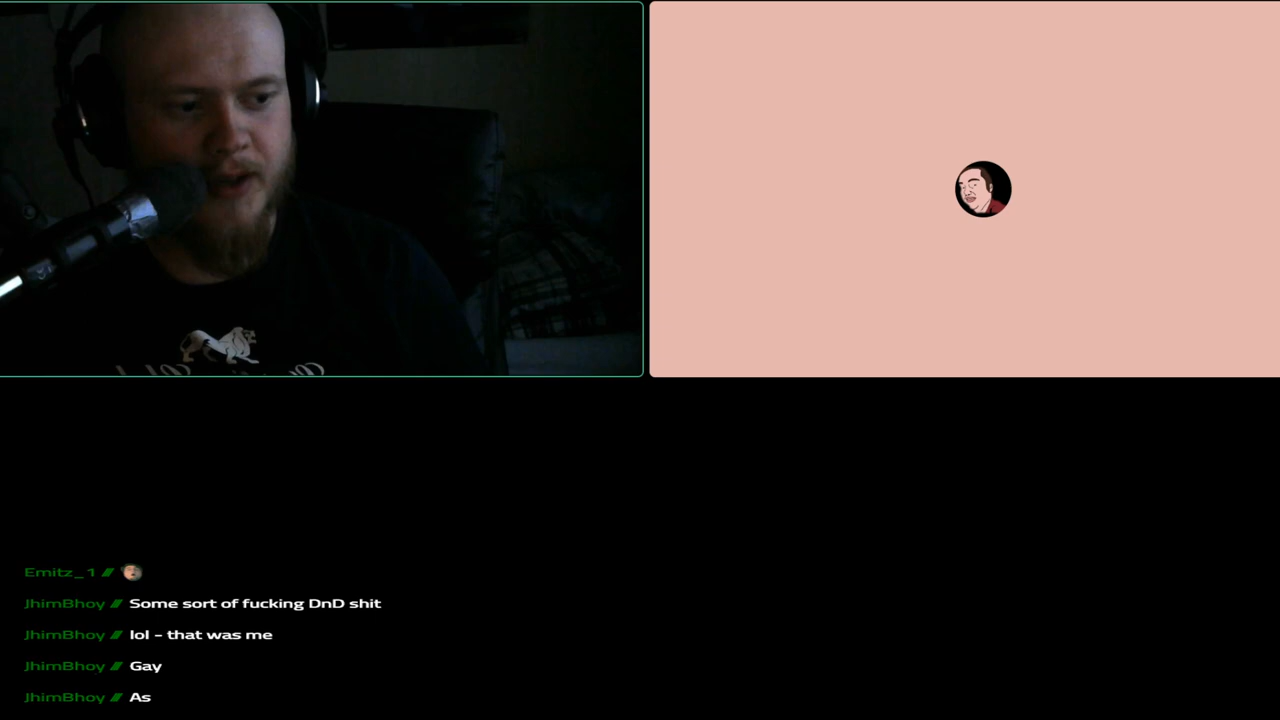 Emitz_1 //
JhimBhoy // Some sort of fucking DnD shit
JhimBhoy // lol - that was me
JhimBhoy // Gay
JhimBhoy // As